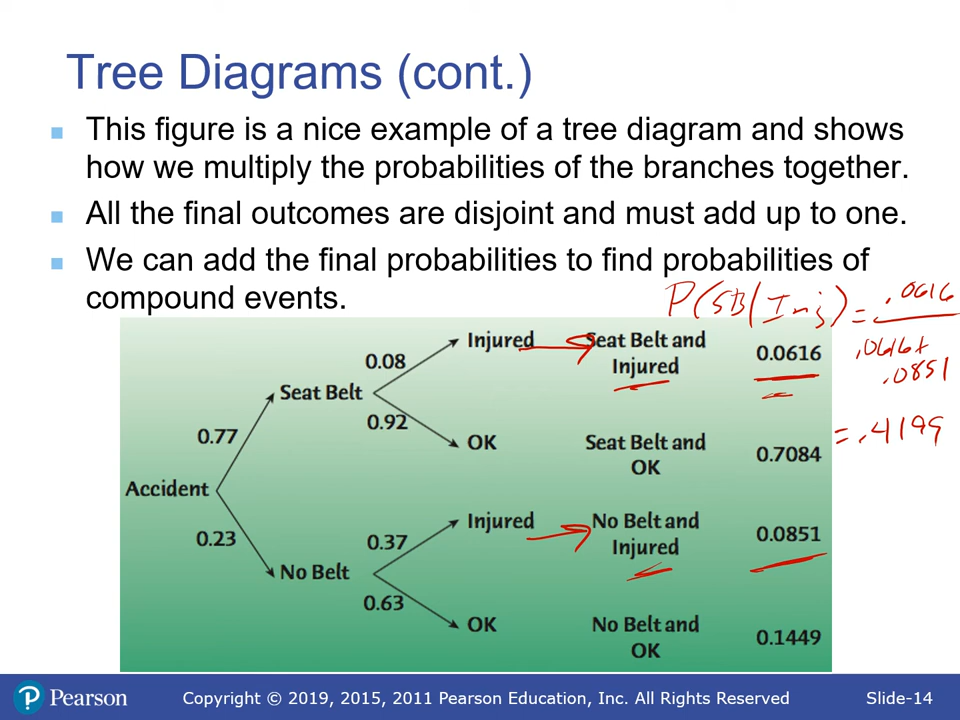 Tree Diagrams (cont.)
This figure is a nice example of a tree diagram and shows
how we multiply the probabilities of the branches together.
All the final outcomes are disjoint and must add up to one.
We can add the final probabilities to find probabilities of
compound events.
P(SB|Inj) = .0616
.0616+
.0851
= .4199
Injured
Seat Belt and
Injured
0.0616
0.08
Seat Belt
0.92
OK
Seat Belt and
OK
0.7084
0.77
Accident
0.23
Injured
No Belt and
Injured
0.0851
0.37
No Belt
0.63
OK
No Belt and
OK
0.1449
Pearson
Copyright © 2019, 2015, 2011 Pearson Education, Inc. All Rights Reserved
Slide-14